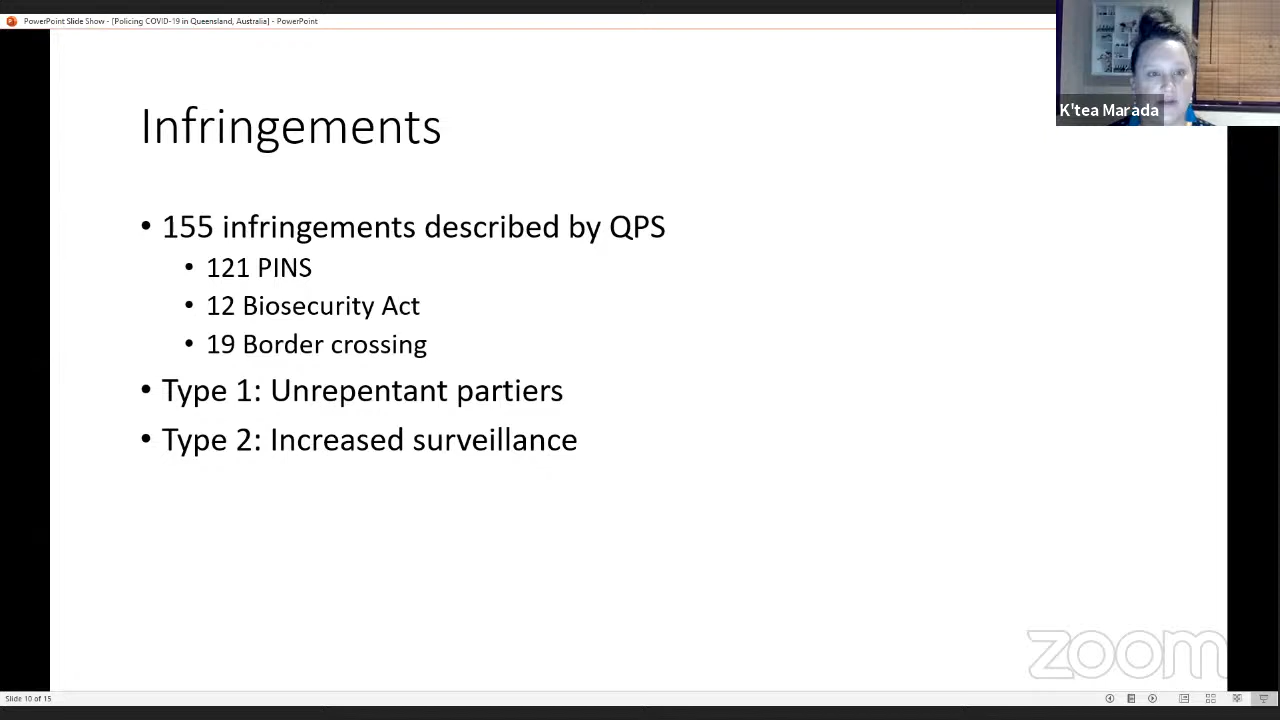 PowerPoint Slide Show - [Policing COVID-19 in Queensland, Australia] - PowerPoint
K'tea Marada
Infringements
• 155 infringements described by QPS
• 121 PINS
• 12 Biosecurity Act
• 19 Border crossing
• Type 1: Unrepentant partiers
• Type 2: Increased surveillance
zoom
Slide 10 of 15